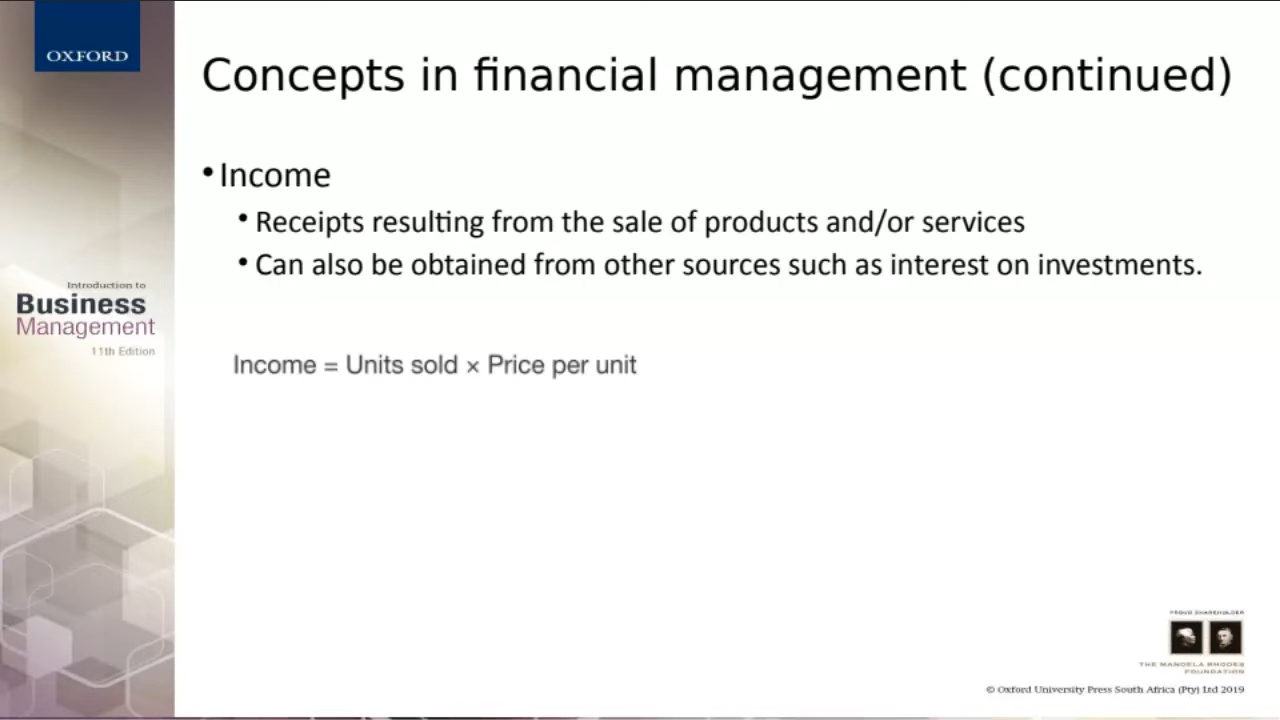 OXFORD
Concepts in financial management (continued)
• Income
• Receipts resulting from the sale of products and/or services
• Can also be obtained from other sources such as interest on investments.
Introduction to
Business
Management
11th Edition
Income = Units sold × Price per unit
PROUD SHAREHOLDER
THE MANDELA RHODES
FOUNDATION
© Oxford University Press South Africa (Pty) Ltd 2019